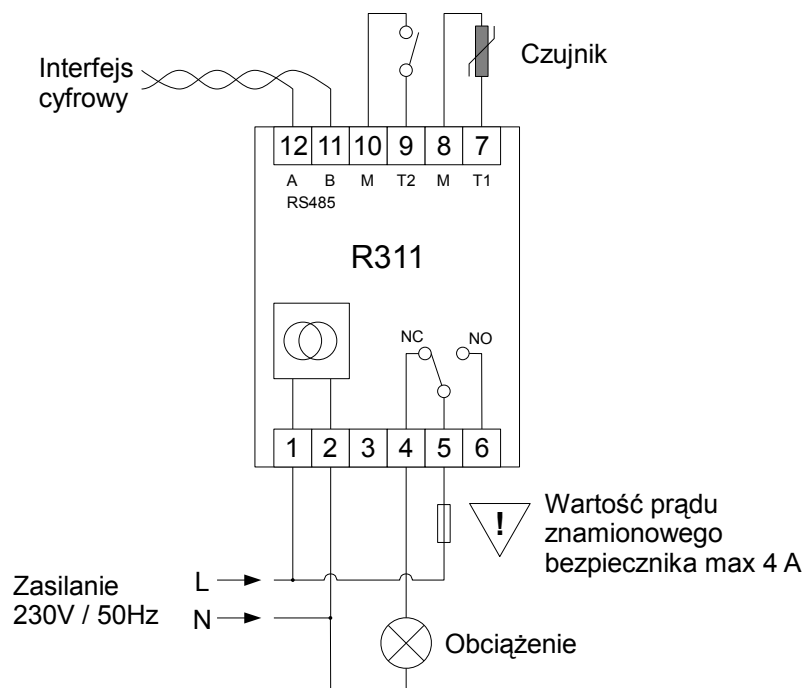 Czujnik
Interfejs
cyfrowy
12 11 10 9 8 7
A B M T2 M T1
RS485
R311
NC NO
1 2 3 4 5 6
!
Wartość prądu
znamionowego
bezpiecznika max 4 A
Zasilanie
230V / 50Hz
L
N
Obciążenie